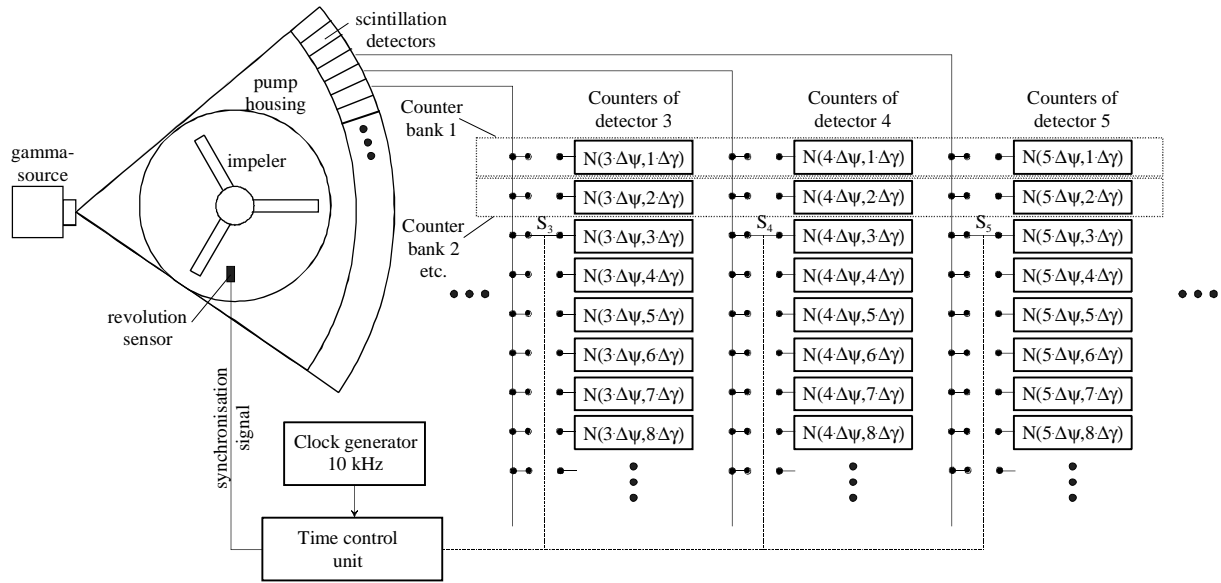 scintillation
detectors
pump
housing
gamma-
source
impeler
revolution
sensor
synchronisation
signal
Clock generator
10 kHz
Time control
unit
Counter
bank 1
Counter
bank 2
etc.
Counters of
detector 3
Counters of
detector 4
Counters of
detector 5
N(3·Δψ,1·Δγ)
N(4·Δψ,1·Δγ)
N(5·Δψ,1·Δγ)
N(3·Δψ,2·Δγ)
N(4·Δψ,2·Δγ)
N(5·Δψ,2·Δγ)
S₃
S₄
S₅
N(3·Δψ,3·Δγ)
N(4·Δψ,3·Δγ)
N(5·Δψ,3·Δγ)
N(3·Δψ,4·Δγ)
N(4·Δψ,4·Δγ)
N(5·Δψ,4·Δγ)
N(3·Δψ,5·Δγ)
N(4·Δψ,5·Δγ)
N(5·Δψ,5·Δγ)
N(3·Δψ,6·Δγ)
N(4·Δψ,6·Δγ)
N(5·Δψ,6·Δγ)
N(3·Δψ,7·Δγ)
N(4·Δψ,7·Δγ)
N(5·Δψ,7·Δγ)
N(3·Δψ,8·Δγ)
N(4·Δψ,8·Δγ)
N(5·Δψ,8·Δγ)